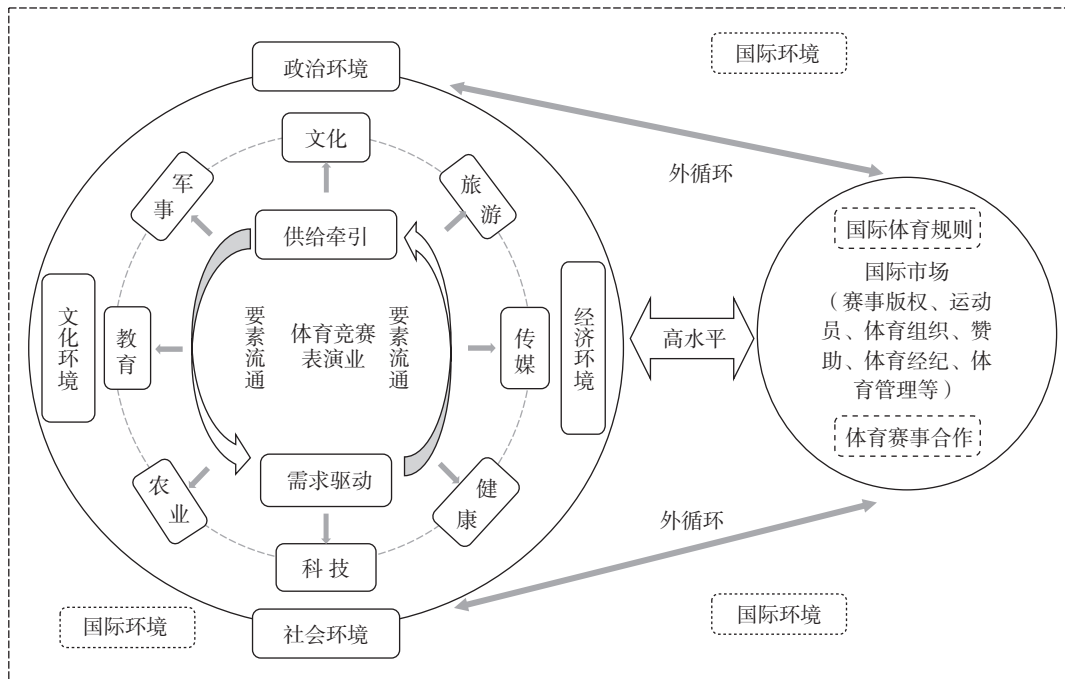 国际环境
政治环境
文化
外循环
军事
旅游
国际体育规则
供给牵引
国际市场
（赛事版权、运动
员、体育组织、赞
助、体育经纪、体
育管理等）
文化环境
教育
要素流通
体育竞赛
表演业
要素流通
传媒
经济环境
高水平
体育赛事合作
需求驱动
农业
健康
外循环
科 技
国际环境
社会环境
国际环境